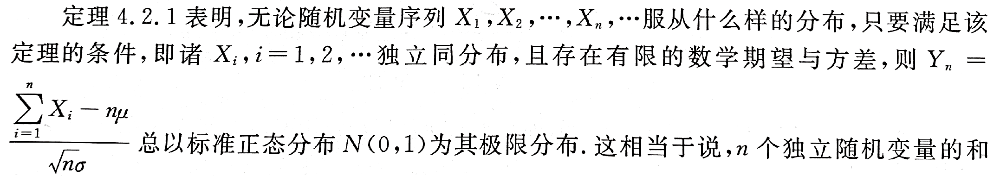 定理 4.2.1 表明,无论随机变量序列 $X_1,X_2,\cdots,X_n,\cdots$服从什么样的分布,只要满足该
定理的条件,即诸 $X_i,i=1,2,\cdots$独立同分布,且存在有限的数学期望与方差,则 $Y_n=$
$\frac{\sum_{i=1}^{n}X_i-n\mu}{\sqrt{n}\sigma}$ 总以标准正态分布 $N(0,1)$为其极限分布. 这相当于说,$n$ 个独立随机变量的和